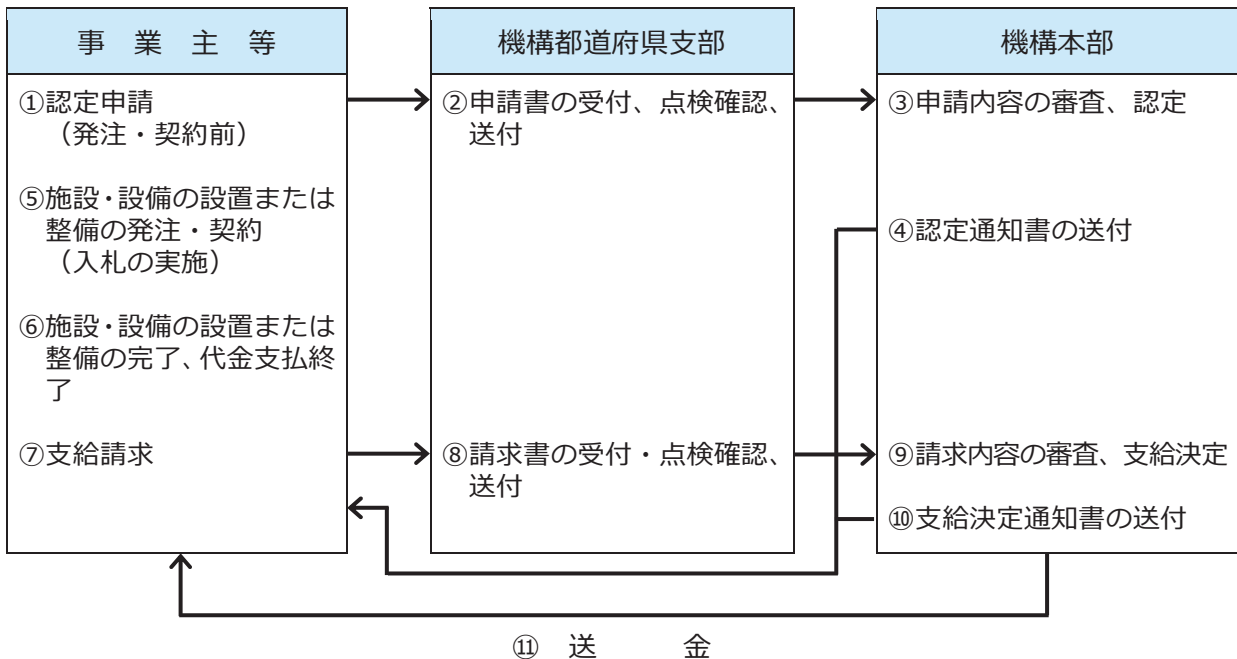 事　業　主　等
①認定申請
（発注・契約前）
⑤施設・設備の設置または
整備の発注・契約
（入札の実施）
⑥施設・設備の設置または
整備の完了、代金支払終
了
⑦支給請求
機構都道府県支部
②申請書の受付、点検確認、
送付
⑧請求書の受付・点検確認、
送付
機構本部
③申請内容の審査、認定
④認定通知書の送付
⑨請求内容の審査、支給決定
⑩支給決定通知書の送付
⑪　送　　　金